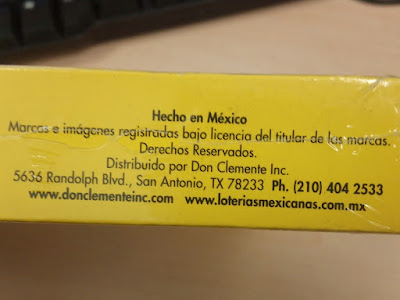 Hecho en México
Marcas e imágenes registradas bajo licencia del titular de las marcas.
Derechos Reservados.
Distribuido por Don Clemente Inc.
5636 Randolph Blvd., San Antonio, TX 78233 Ph. (210) 404 2533
www.donclementeinc.com www.loteriasmexicanas.com.mx